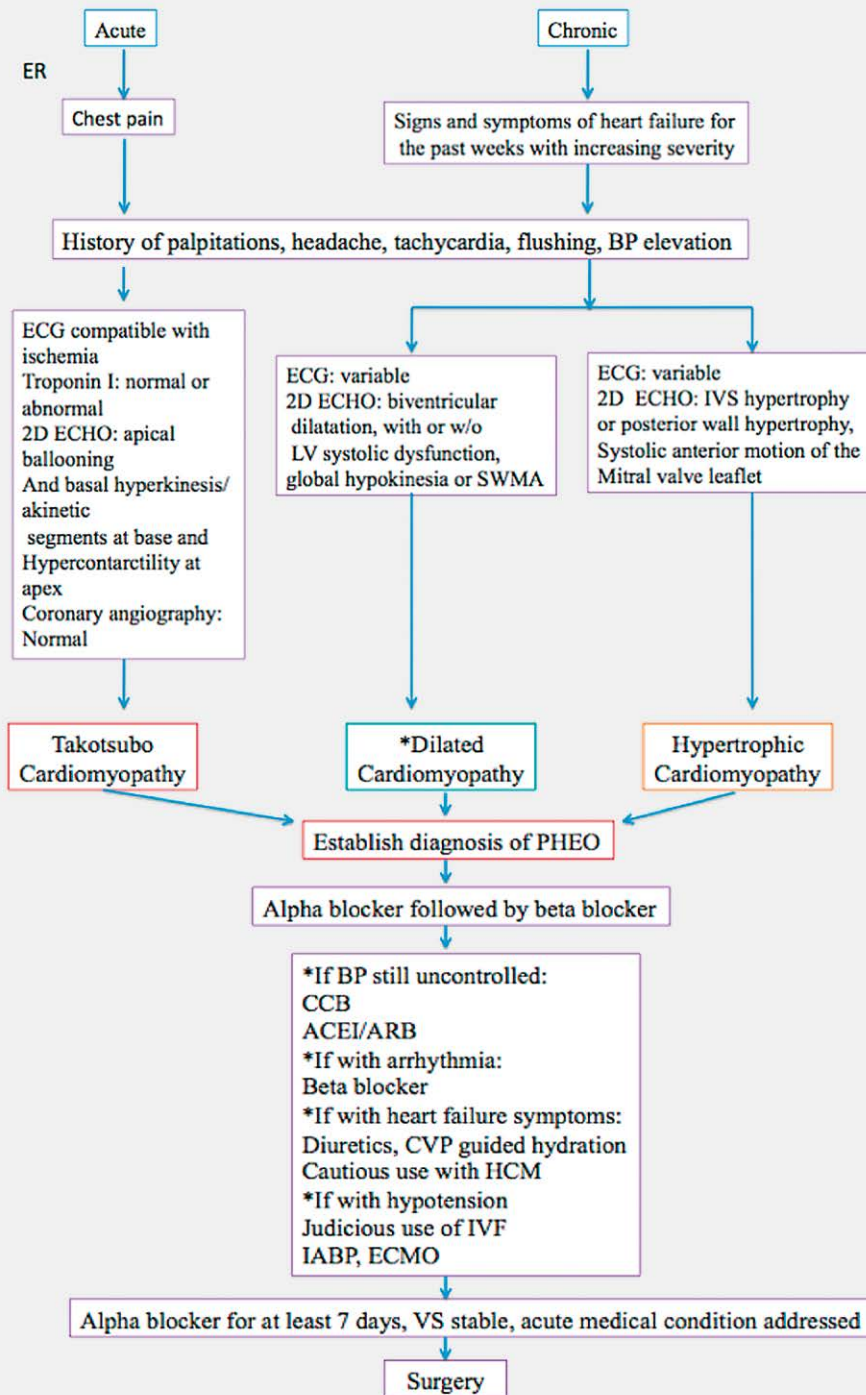 Acute
Chronic
ER
Chest pain
Signs and symptoms of heart failure for
the past weeks with increasing severity
History of palpitations, headache, tachycardia, flushing, BP elevation
ECG compatible with
ischemia
Troponin I: normal or
abnormal
2D ECHO: apical
ballooning
And basal hyperkinesis/
akinetic
segments at base and
Hypercontarctility at
apex
Coronary angiography:
Normal
ECG: variable
2D ECHO: biventricular
dilatation, with or w/o
LV systolic dysfunction,
global hypokinesia or SWMA
ECG: variable
2D ECHO: IVS hypertrophy
or posterior wall hypertrophy,
Systolic anterior motion of the
Mitral valve leaflet
Takotsubo
Cardiomyopathy
*Dilated
Cardiomyopathy
Hypertrophic
Cardiomyopathy
Establish diagnosis of PHEO
Alpha blocker followed by beta blocker
*If BP still uncontrolled:
CCB
ACEI/ARB
*If with arrhythmia:
Beta blocker
*If with heart failure symptoms:
Diuretics, CVP guided hydration
Cautious use with HCM
*If with hypotension
Judicious use of IVF
IABP, ECMO
Alpha blocker for at least 7 days, VS stable, acute medical condition addressed
Surgery